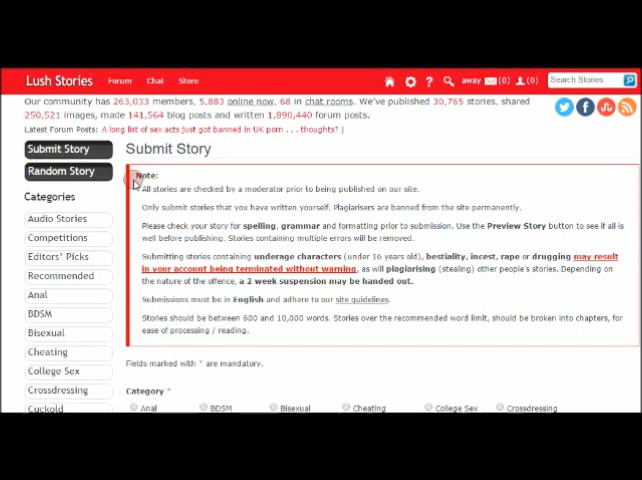 Lush Stories Forum Chat Store away (0) (0) Search Stories
Our community has 263,033 members, 5,883 online now, 68 in chat rooms. We've published 30,765 stories, shared
250,521 images, made 141,564 blog posts and written 1,890,440 forum posts.
Latest Forum Posts: A long list of sex acts just got banned in UK porn . . . thoughts? |
Submit Story
Random Story
Categories
Audio Stories
Competitions
Editors' Picks
Recommended
Anal
BDSM
Bisexual
Cheating
College Sex
Crossdressing
Cuckold
Submit Story
Note:
All stories are checked by a moderator prior to being published on our site.
Only submit stories that you have written yourself. Plagiarisers are banned from the site permanently.
Please check your story for spelling, grammar and formatting prior to submission. Use the Preview Story button to see if all is
well before publishing. Stories containing multiple errors will be removed.
Submitting stories containing underage characters (under 16 years old), bestiality, incest, rape or drugging may result
in your account being terminated without warning, as will plagiarising (stealing) other people's stories. Depending on
the nature of the offence, a 2 week suspension may be handed out.
Submissions must be in English and adhere to our site guidelines.
Stories should be between 600 and 10,000 words. Stories over the recommended word limit, should be broken into chapters, for
ease of processing / reading.
Fields marked with * are mandatory.
Category *
Anal BDSM Bisexual Cheating College Sex Crossdressing